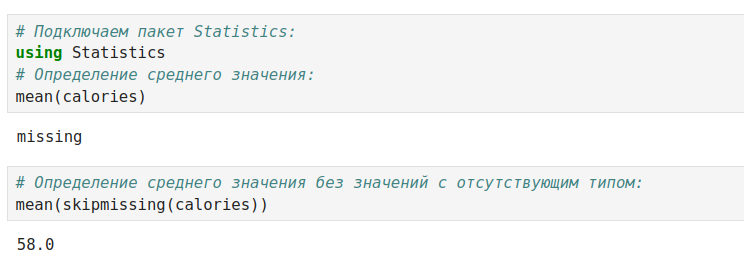 # Подключаем пакет Statistics:
using Statistics
# Определение среднего значения:
mean(calories)
missing
# Определение среднего значения без значений с отсутствующим типом:
mean(skipmissing(calories))
58.0